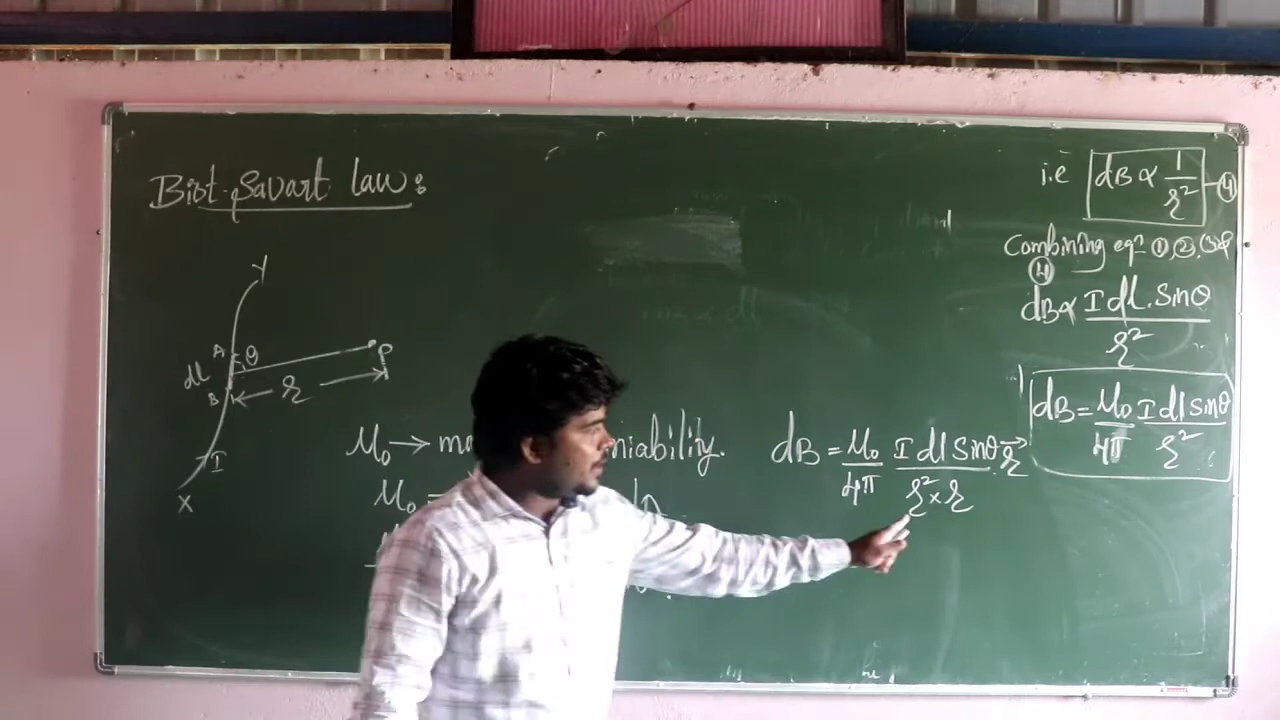 Biot-Savart law:
Y
A θ
P
dl
B r
I
X
μ₀ → niability.
μ₀ =
dB = μ₀/4π I dl sinθ r⃗ / r² × r
i.e dB ∝ 1/r² - 4
Combining eqⁿ 1, 2, 3 &
4
dB ∝ I dl. Sinθ / r²
dB = μ₀/4π I dl sinθ / r²